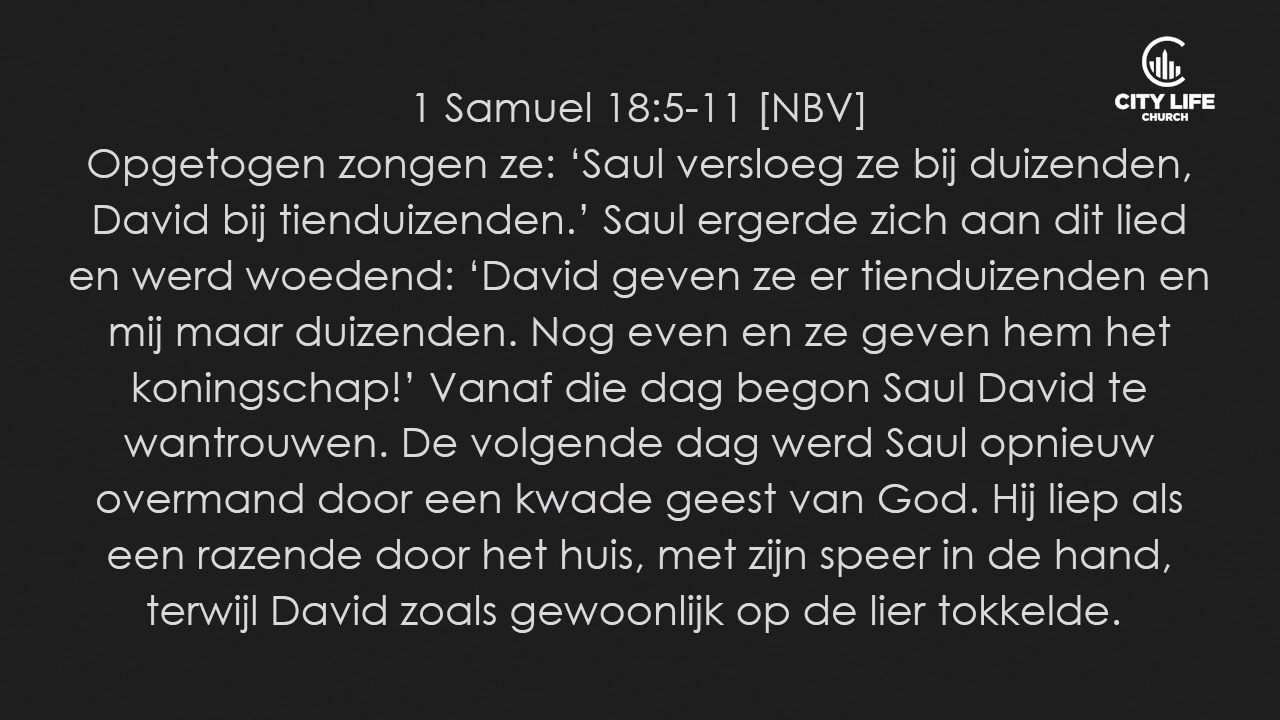 CITY LIFE
CHURCH
1 Samuel 18:5-11 [NBV]
Opgetogen zongen ze: ‘Saul versloeg ze bij duizenden,
David bij tienduizenden.’ Saul ergerde zich aan dit lied
en werd woedend: ‘David geven ze er tienduizenden en
mij maar duizenden. Nog even en ze geven hem het
koningschap!’ Vanaf die dag begon Saul David te
wantrouwen. De volgende dag werd Saul opnieuw
overmand door een kwade geest van God. Hij liep als
een razende door het huis, met zijn speer in de hand,
terwijl David zoals gewoonlijk op de lier tokkelde.